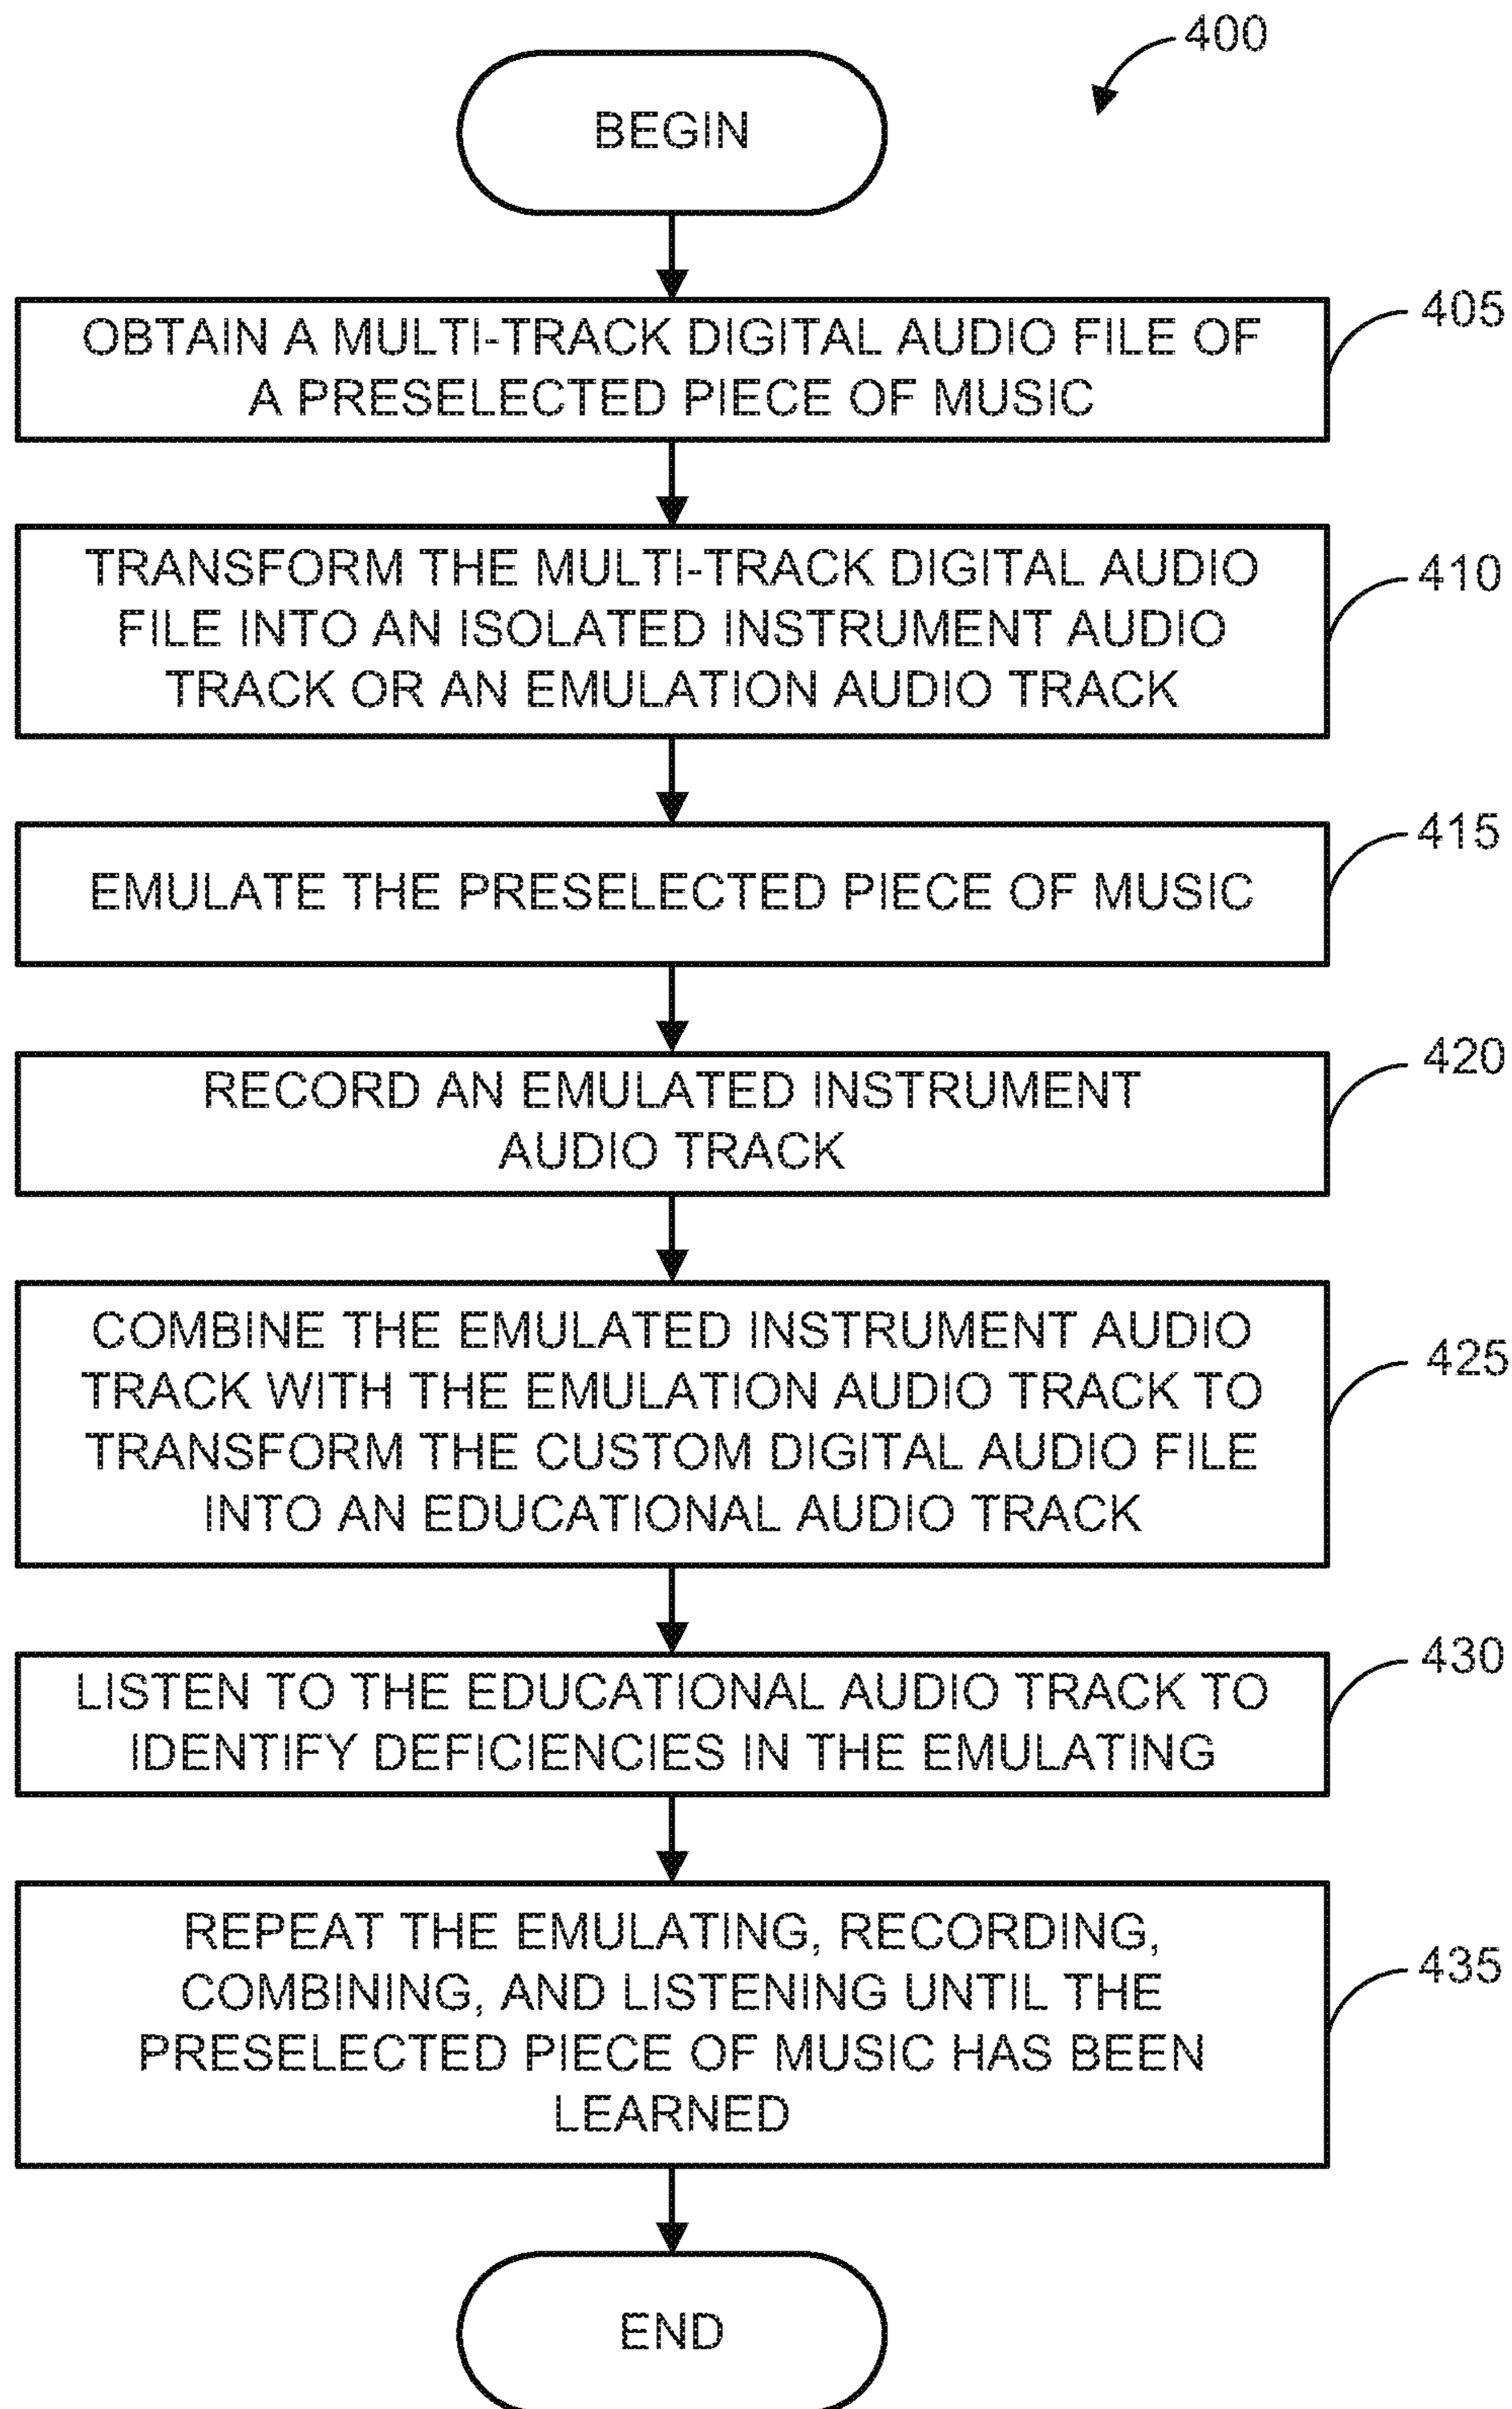 400
BEGIN
OBTAIN A MULTI-TRACK DIGITAL AUDIO FILE OF
A PRESELECTED PIECE OF MUSIC
405
TRANSFORM THE MULTI-TRACK DIGITAL AUDIO
FILE INTO AN ISOLATED INSTRUMENT AUDIO
TRACK OR AN EMULATION AUDIO TRACK
410
EMULATE THE PRESELECTED PIECE OF MUSIC
415
RECORD AN EMULATED INSTRUMENT
AUDIO TRACK
420
COMBINE THE EMULATED INSTRUMENT AUDIO
TRACK WITH THE EMULATION AUDIO TRACK TO
TRANSFORM THE CUSTOM DIGITAL AUDIO FILE
INTO AN EDUCATIONAL AUDIO TRACK
425
LISTEN TO THE EDUCATIONAL AUDIO TRACK TO
IDENTIFY DEFICIENCIES IN THE EMULATING
430
REPEAT THE EMULATING, RECORDING,
COMBINING, AND LISTENING UNTIL THE
PRESELECTED PIECE OF MUSIC HAS BEEN
LEARNED
435
END